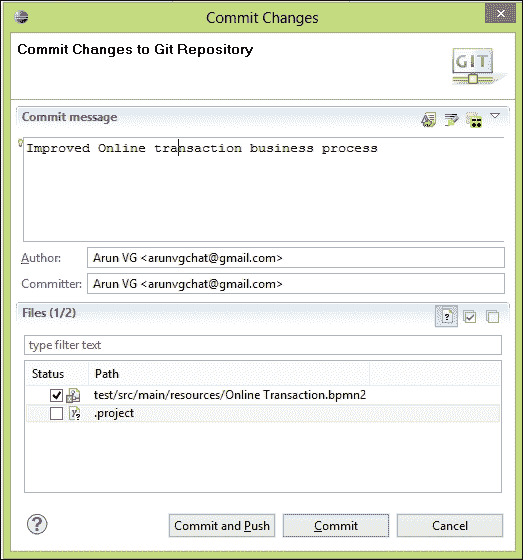 Commit Changes
Commit Changes to Git Repository
GIT
Commit message
Improved Online transaction business process
Author: Arun VG <arunvgchat@gmail.com>
Committer: Arun VG <arunvgchat@gmail.com>
Files (1/2)
type filter text
Status Path
test/src/main/resources/Online Transaction.bpmn2
.project
Commit and Push Commit Cancel